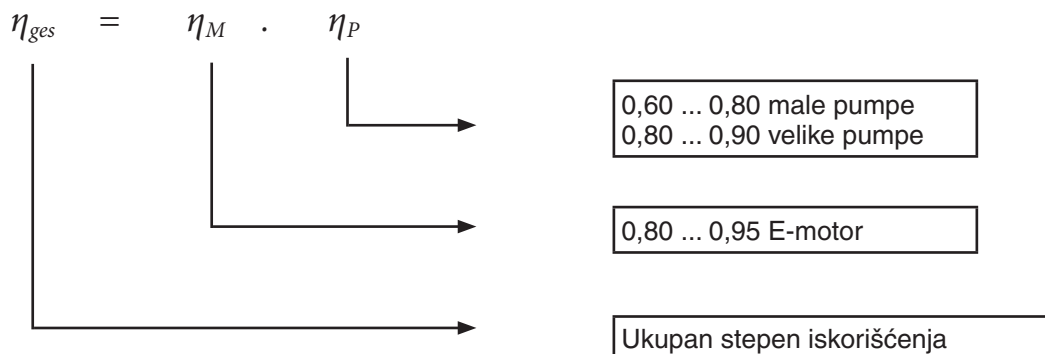 ηges = ηM . ηP
0,60 ... 0,80 male pumpe
0,80 ... 0,90 velike pumpe
0,80 ... 0,95 E-motor
Ukupan stepen iskorišćenja